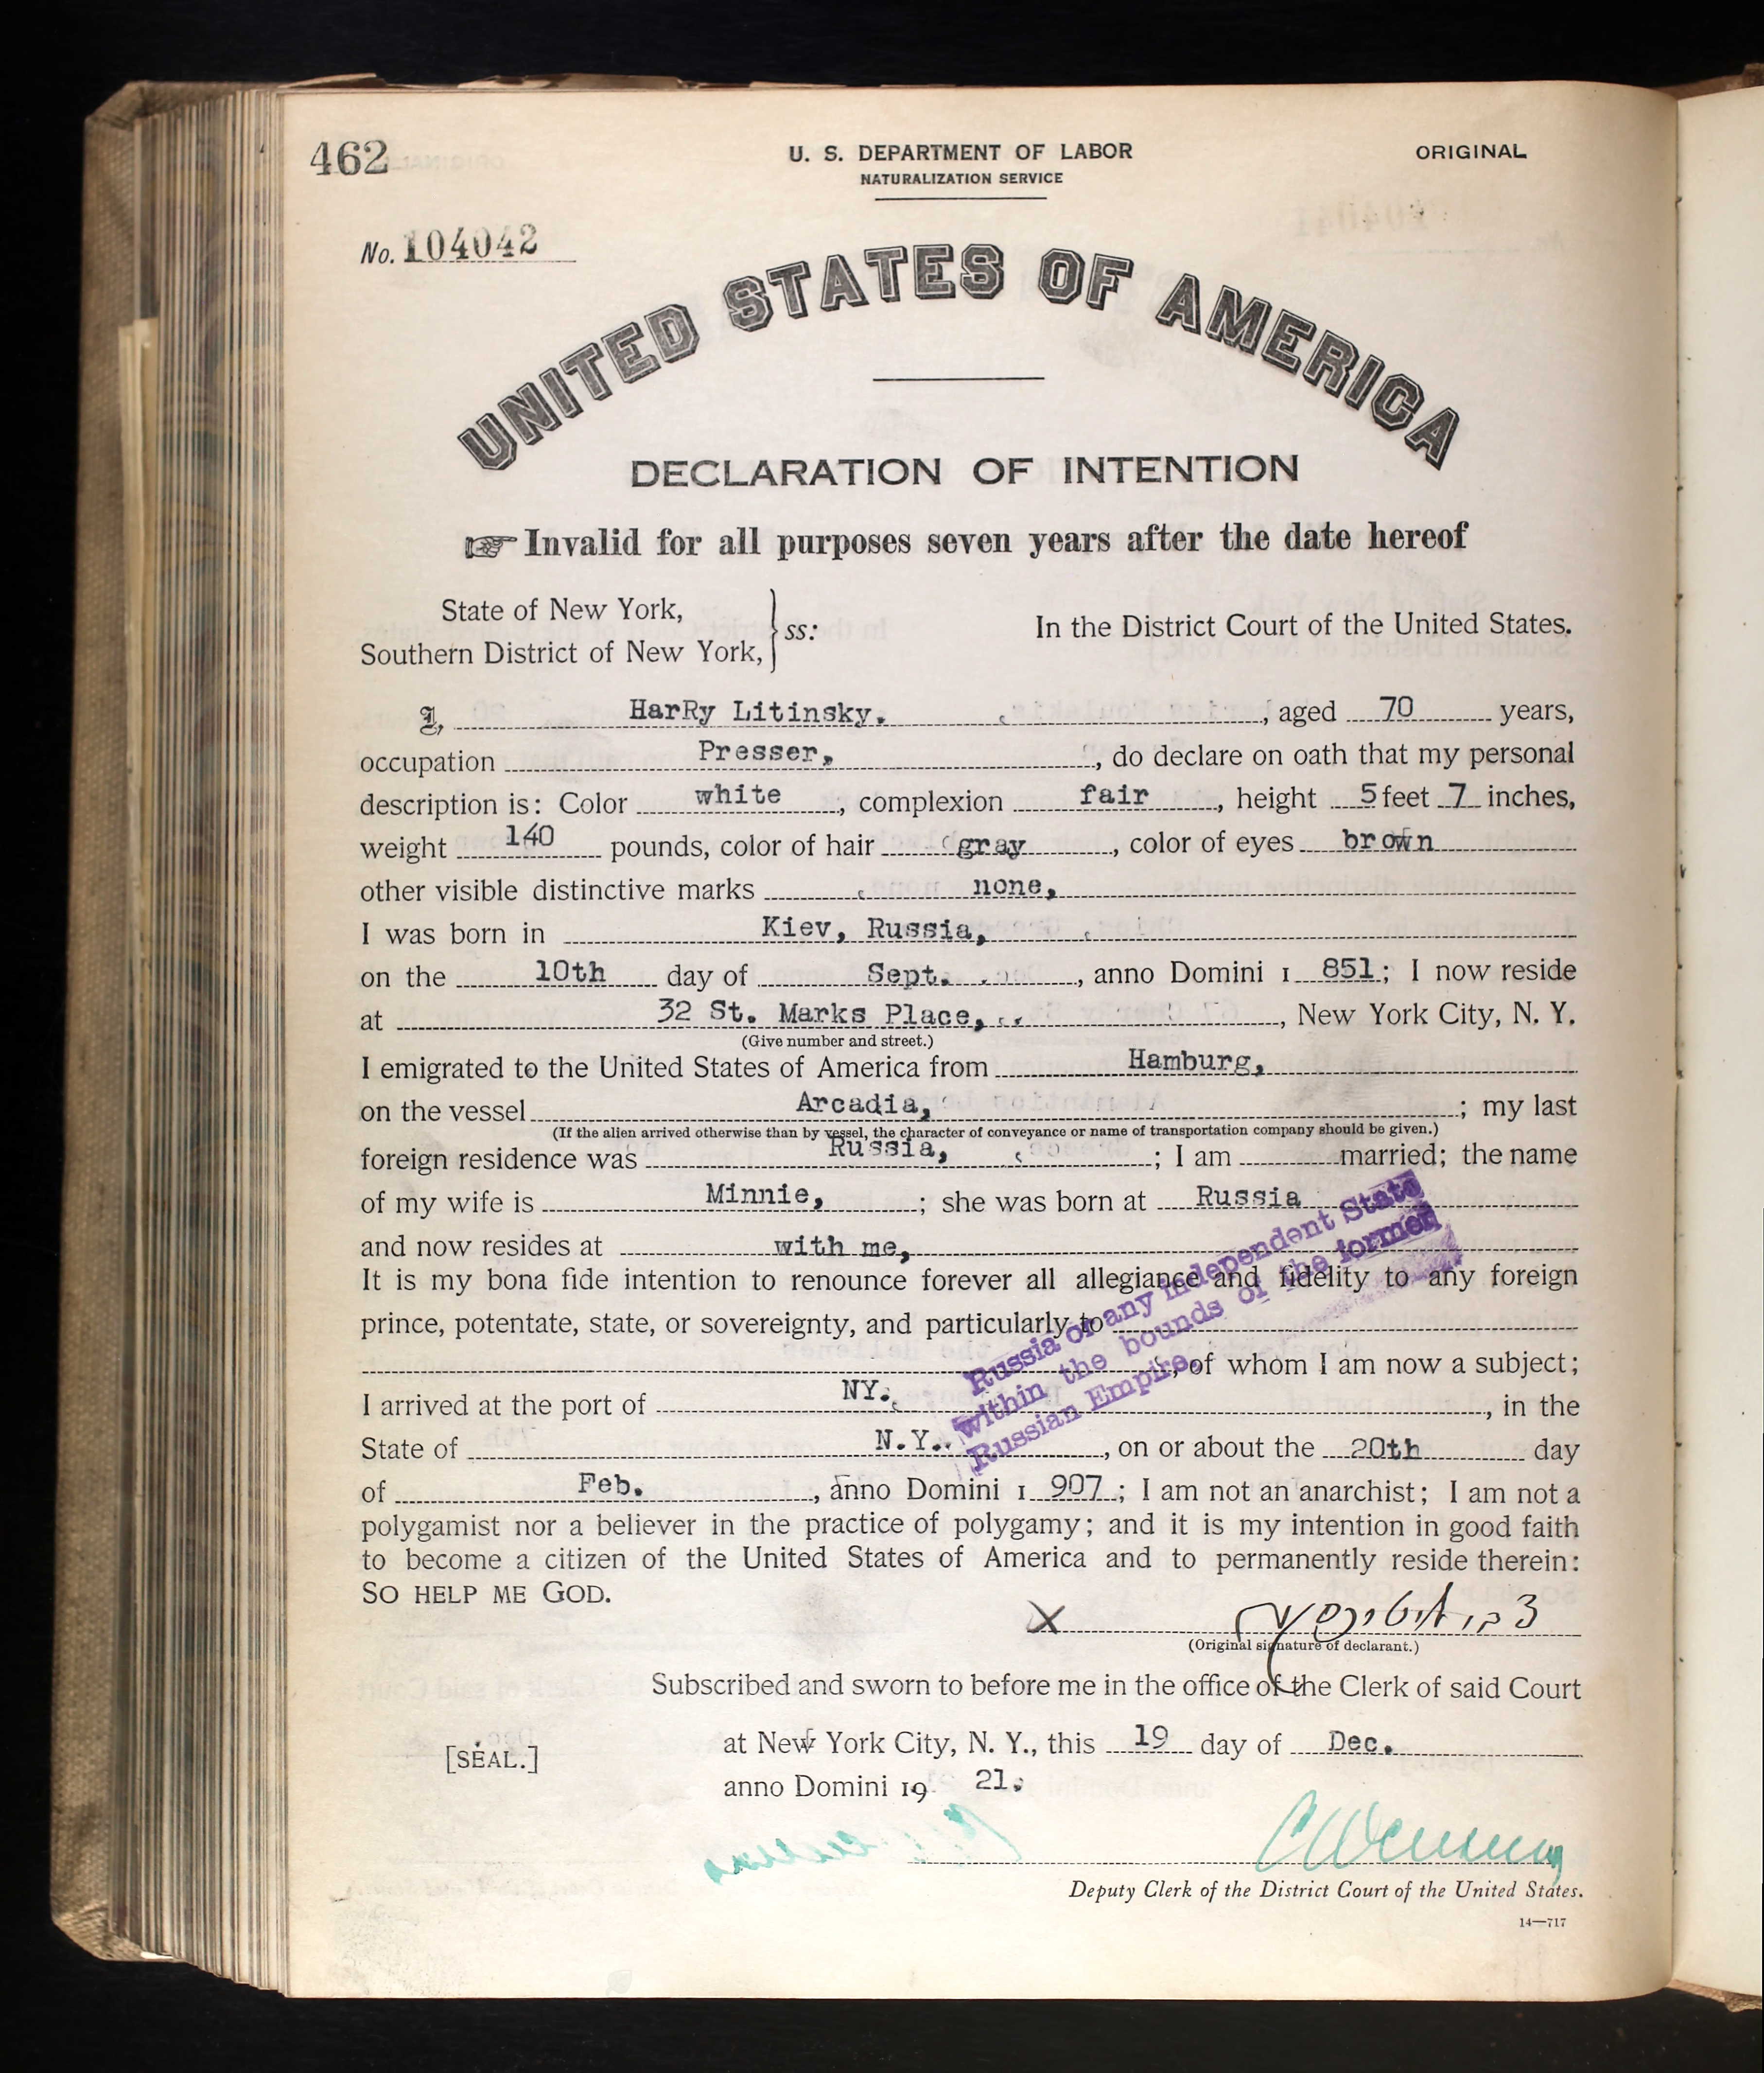 462
U. S. DEPARTMENT OF LABOR
NATURALIZATION SERVICE
ORIGINAL
No. 104042
UNITED STATES OF AMERICA
DECLARATION OF INTENTION
☞ Invalid for all purposes seven years after the date hereof
State of New York,
Southern District of New York, } ss:
In the District Court of the United States.
I, HarRy Litinsky. , aged 70 years,
occupation Presser, , do declare on oath that my personal
description is: Color white , complexion fair , height 5 feet 7 inches,
weight 140 pounds, color of hair gray , color of eyes brown
other visible distinctive marks none,
I was born in Kiev, Russia,
on the 10th day of Sept. , anno Domini 1 851 ; I now reside
at 32 St. Marks Place, , New York City, N. Y.
(Give number and street.)
I emigrated to the United States of America from Hamburg,
on the vessel Arcadia, ; my last
(If the alien arrived otherwise than by vessel, the character of conveyance or name of transportation company should be given.)
foreign residence was Russia, ; I am married; the name
of my wife is Minnie, ; she was born at Russia
and now resides at with me,
It is my bona fide intention to renounce forever all allegiance and fidelity to any foreign
prince, potentate, state, or sovereignty, and particularly to
Russia or any independent State
within the bounds of the former
Russian Empire.
, of whom I am now a subject;
I arrived at the port of NY. , in the
State of N.Y. , on or about the 20th day
of Feb. , anno Domini 1 907 ; I am not an anarchist; I am not a
polygamist nor a believer in the practice of polygamy; and it is my intention in good faith
to become a citizen of the United States of America and to permanently reside therein:
SO HELP ME GOD.
X
(Original signature of declarant.)
Subscribed and sworn to before me in the office of the Clerk of said Court
[SEAL.]
at New York City, N. Y., this 19 day of Dec.
anno Domini 19 21.
Deputy Clerk of the District Court of the United States.
14—717